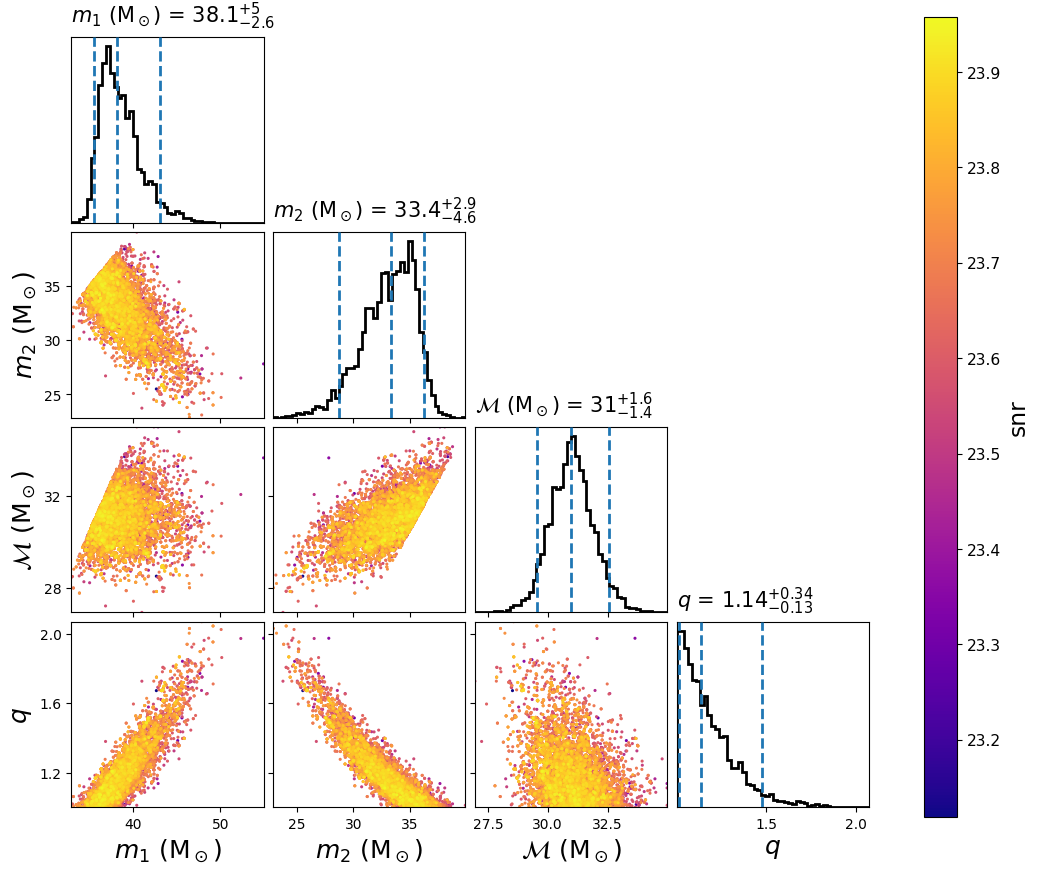 m₁ (M⊙) = 38.1⁺⁵₋₂.₆
23.9
m₂ (M⊙) = 33.4⁺²·⁹₋₄.₆
23.8
m₂ (M⊙)
35
30
25
23.7
23.6
ℳ (M⊙) = 31⁺¹·⁶₋₁.₄
snr
23.5
ℳ (M⊙)
32
28
23.4
q = 1.14⁺⁰·³⁴₋₀.₁₃
23.3
q
2.0
1.6
1.2
23.2
40 50 25 30 35 27.5 30.0 32.5 1.5 2.0
m₁ (M⊙) m₂ (M⊙) ℳ (M⊙) q